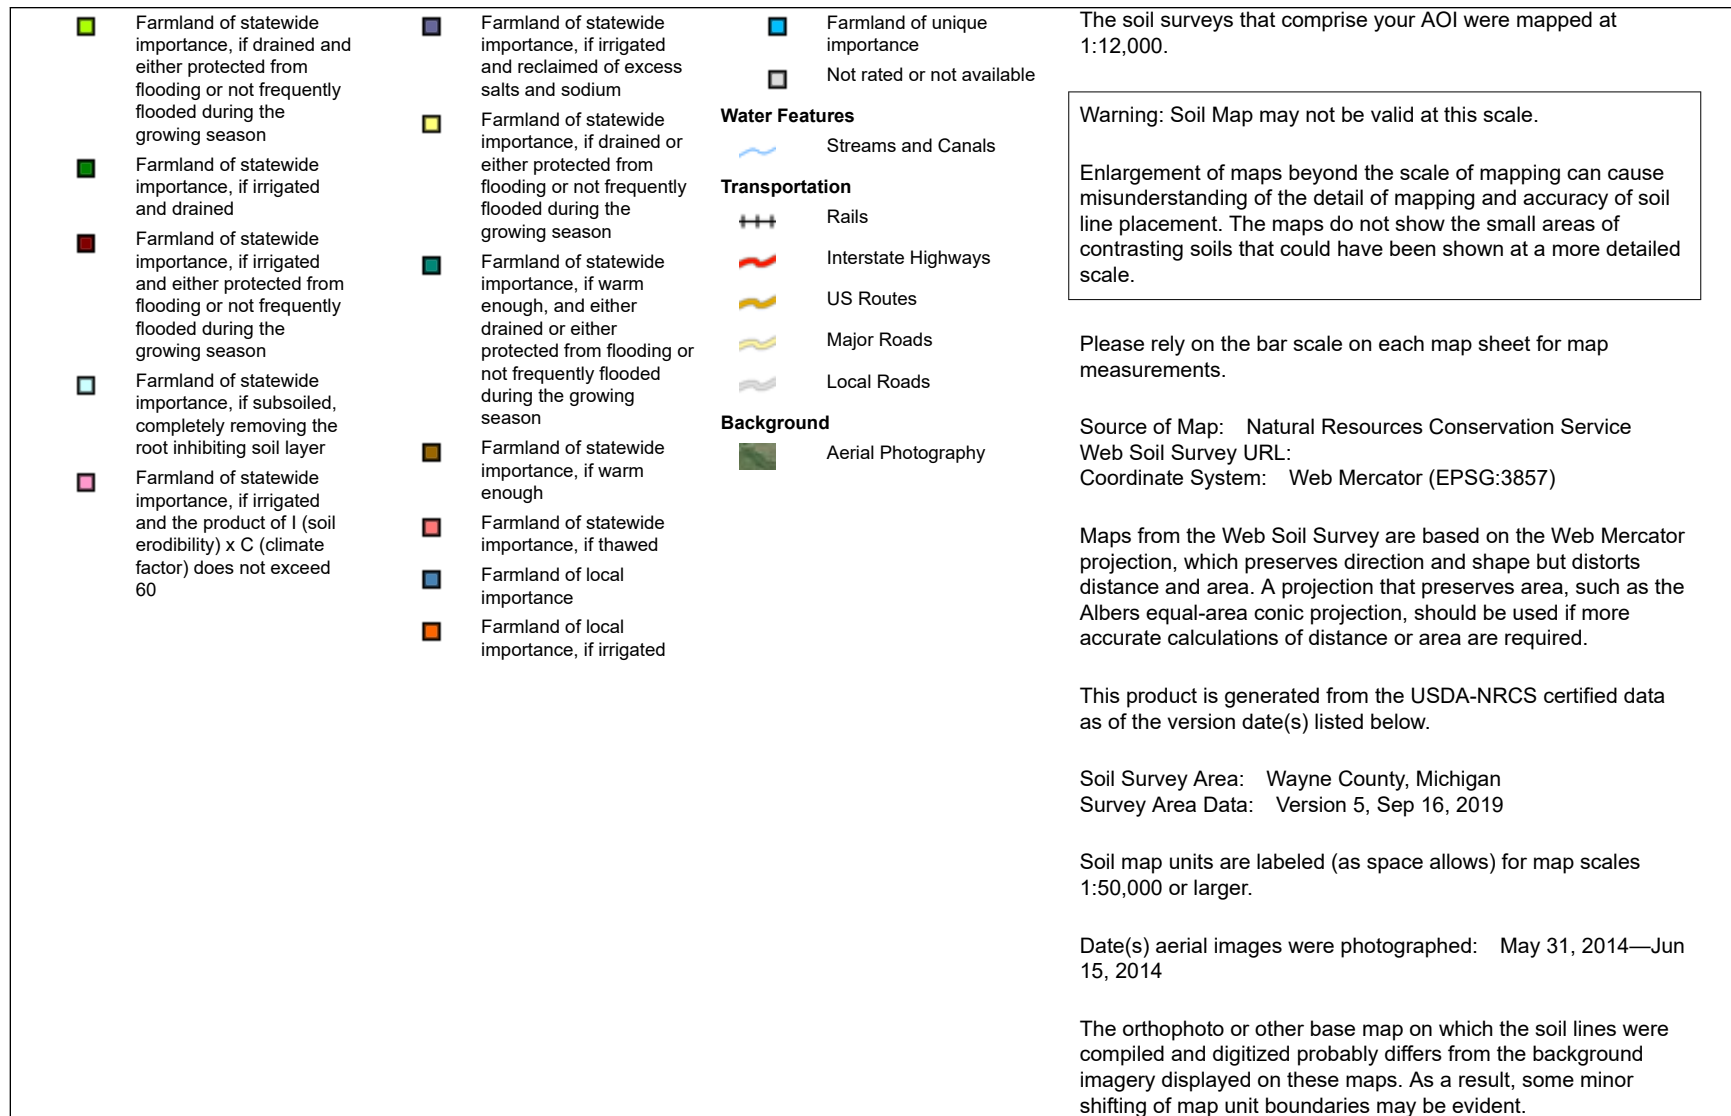 Farmland of statewide
importance, if drained and
either protected from
flooding or not frequently
flooded during the
growing season
Farmland of statewide
importance, if irrigated
and drained
Farmland of statewide
importance, if irrigated
and either protected from
flooding or not frequently
flooded during the
growing season
Farmland of statewide
importance, if subsoiled,
completely removing the
root inhibiting soil layer
Farmland of statewide
importance, if irrigated
and the product of I (soil
erodibility) x C (climate
factor) does not exceed
60
Farmland of statewide
importance, if irrigated
and reclaimed of excess
salts and sodium
Farmland of statewide
importance, if drained or
either protected from
flooding or not frequently
flooded during the
growing season
Farmland of statewide
importance, if warm
enough, and either
drained or either
protected from flooding or
not frequently flooded
during the growing
season
Farmland of statewide
importance, if warm
enough
Farmland of statewide
importance, if thawed
Farmland of local
importance
Farmland of local
importance, if irrigated
Farmland of unique
importance
Not rated or not available
Water Features
Streams and Canals
Transportation
Rails
Interstate Highways
US Routes
Major Roads
Local Roads
Background
Aerial Photography
The soil surveys that comprise your AOI were mapped at
1:12,000.
Warning: Soil Map may not be valid at this scale.
Enlargement of maps beyond the scale of mapping can cause
misunderstanding of the detail of mapping and accuracy of soil
line placement. The maps do not show the small areas of
contrasting soils that could have been shown at a more detailed
scale.
Please rely on the bar scale on each map sheet for map
measurements.
Source of Map: Natural Resources Conservation Service
Web Soil Survey URL:
Coordinate System: Web Mercator (EPSG:3857)
Maps from the Web Soil Survey are based on the Web Mercator
projection, which preserves direction and shape but distorts
distance and area. A projection that preserves area, such as the
Albers equal-area conic projection, should be used if more
accurate calculations of distance or area are required.
This product is generated from the USDA-NRCS certified data
as of the version date(s) listed below.
Soil Survey Area: Wayne County, Michigan
Survey Area Data: Version 5, Sep 16, 2019
Soil map units are labeled (as space allows) for map scales
1:50,000 or larger.
Date(s) aerial images were photographed: May 31, 2014—Jun
15, 2014
The orthophoto or other base map on which the soil lines were
compiled and digitized probably differs from the background
imagery displayed on these maps. As a result, some minor
shifting of map unit boundaries may be evident.